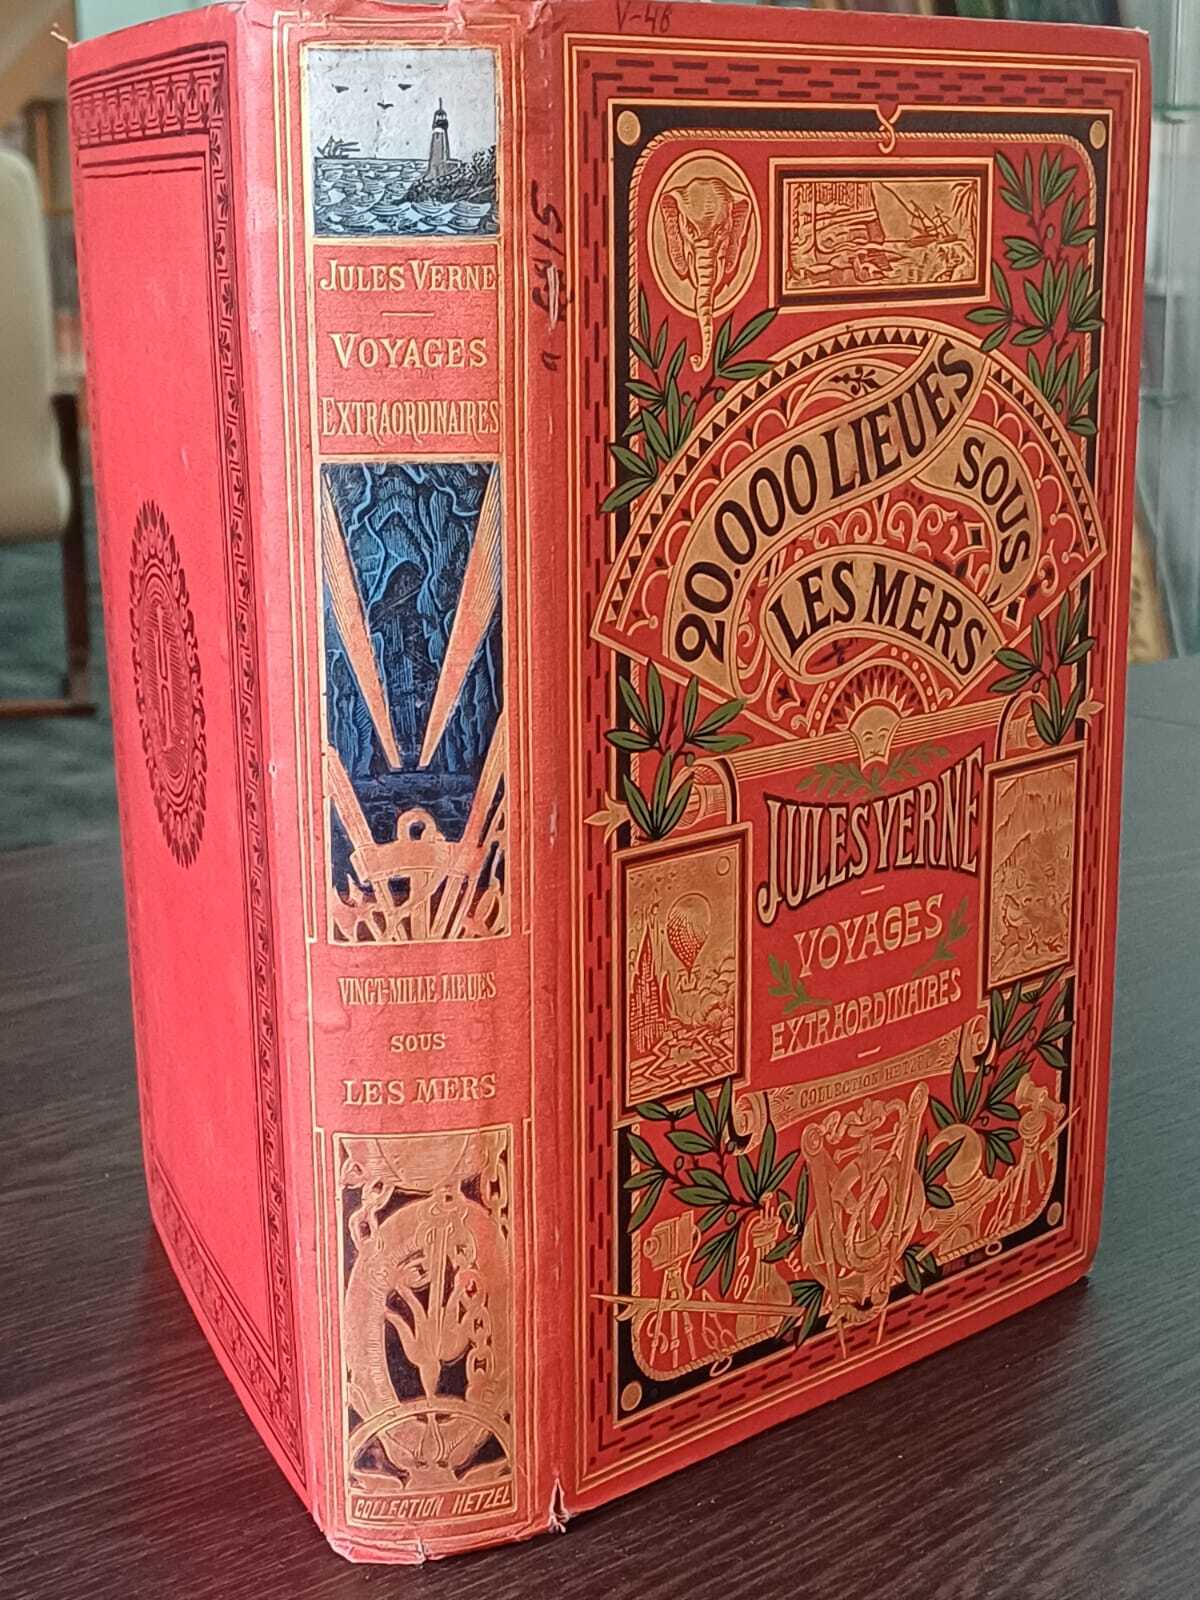 JULES VERNE
VOYAGES
EXTRAORDINAIRES
VINGT-MILLE LIEUES
SOUS
LES MERS
COLLECTION HETZEL
V-46
20.000 LIEUES
SOUS
LES MERS
JULES VERNE
VOYAGES
EXTRAORDINAIRES
COLLECTION HETZEL
H